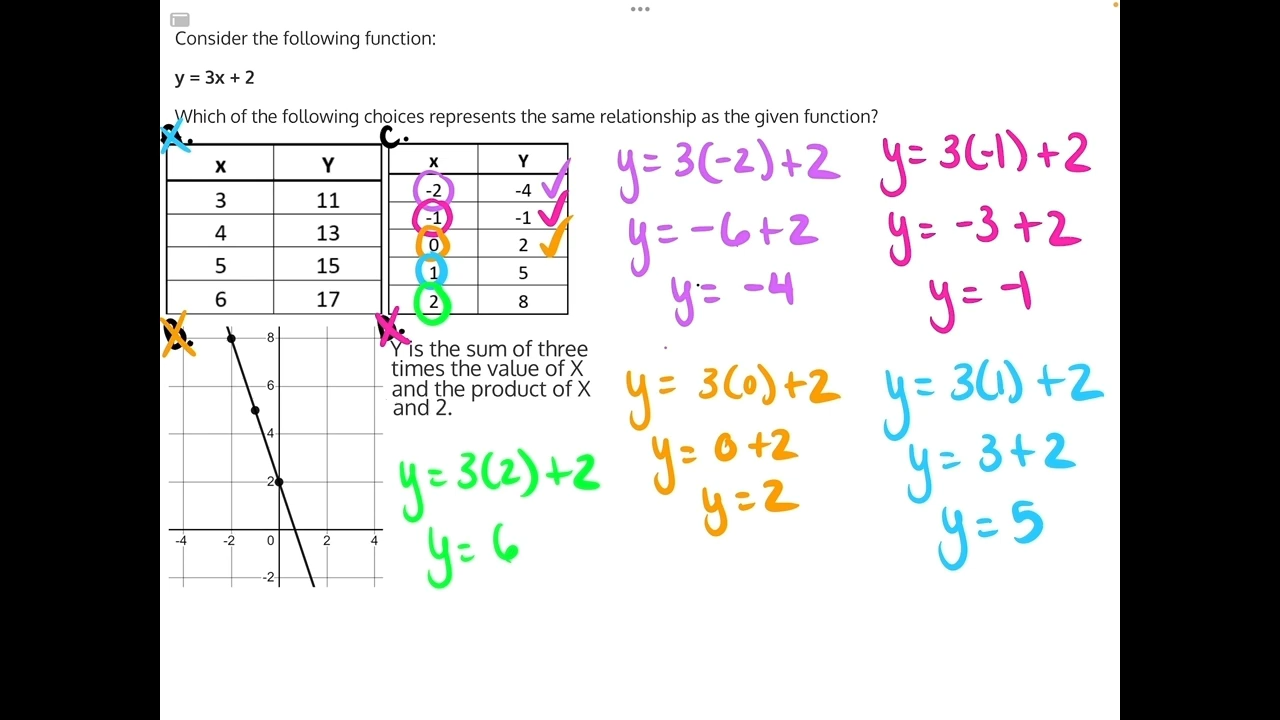 Consider the following function:
y = 3x + 2
Which of the following choices represents the same relationship as the given function?
C.
x Y
3 11
4 13
5 15
6 17
x Y
-2 -4
-1 -1
0 2
1 5
2 8
8
6
4
2
-4 -2 0 2 4
-2
Y is the sum of three
times the value of X
and the product of X
and 2.
y = 3(2) + 2
y = 6
y = 3(-2) + 2
y = -6 + 2
y = -4
y = 3(-1) + 2
y = -3 + 2
y = -1
y = 3(0) + 2
y = 0 + 2
y = 2
y = 3(1) + 2
y = 3 + 2
y = 5